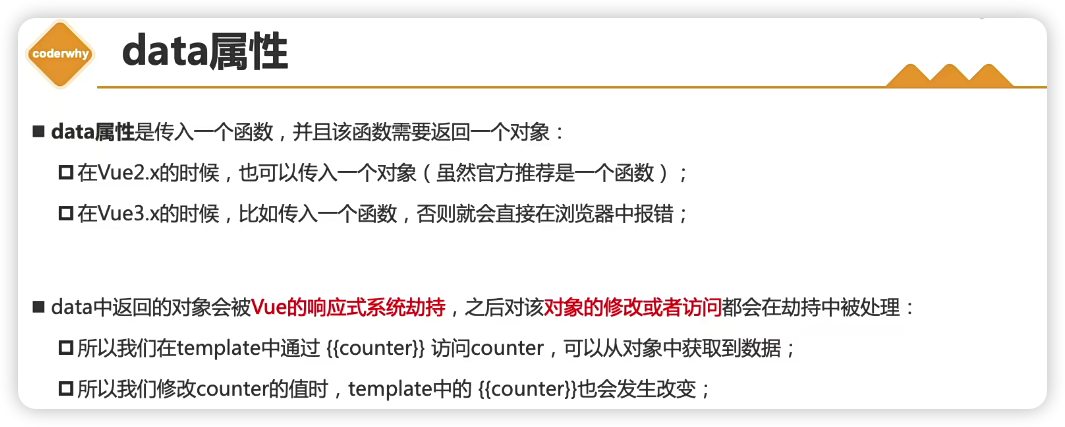 coderwhy
data属性
data属性是传入一个函数，并且该函数需要返回一个对象：
在Vue2.x的时候，也可以传入一个对象（虽然官方推荐是一个函数）；
在Vue3.x的时候，比如传入一个函数，否则就会直接在浏览器中报错；
data中返回的对象会被Vue的响应式系统劫持，之后对该对象的修改或者访问都会在劫持中被处理：
所以我们在template中通过 {{counter}} 访问counter，可以从对象中获取到数据；
所以我们修改counter的值时，template中的 {{counter}}也会发生改变；